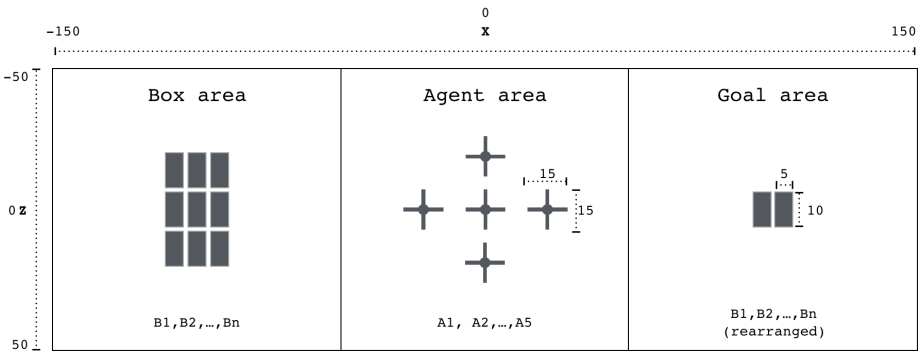 0
-150 X 150
-50
Box area Agent area Goal area
15 5
0 Z 15 10
B1,B2,…,Bn A1, A2,…,A5 B1,B2,…,Bn
(rearranged)
50